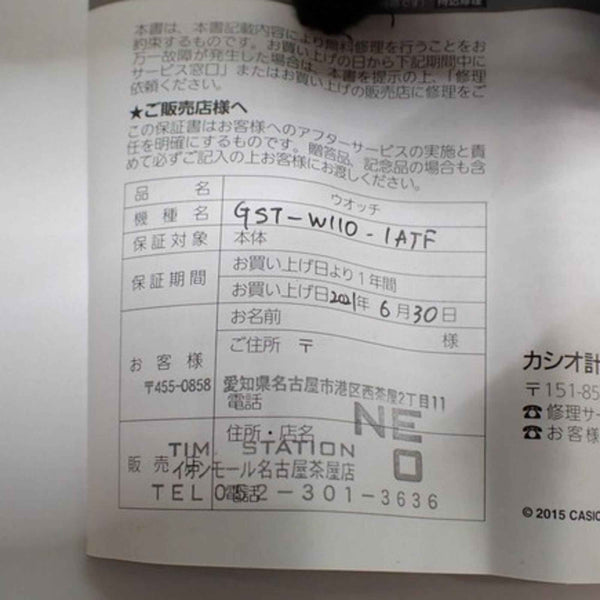 本書は、本書記載内容により無料修理を行うことをお
約束するものです。お買い上げの日から下記期間中に
万一故障が発生した場合は、本書を提示の上、「修理
サービス窓口」またはお買い上げの販売店に修理をご
依頼ください。
★ご販売店様へ
この保証書はお客様へのアフターサービスの実施と責
任を明確にするものです。贈答品、記念品の場合も含
めて必ずご記入の上お客様にお渡しください。
品名 ウオッチ
機種名 GST-W110-1ATF
保証対象 本体
保証期間 お買い上げ日より1年間
お買い上げ日2021年 6月30日
お客様 お名前 様
ご住所 〒
〒455-0858 愛知県名古屋市港区西茶屋2丁目11
電話
販売店 住所・店名
TIM STATION NEO
イオンモール名古屋茶屋店
電話
TEL052-301-3636
カシオ計
〒151-85
☎修理サー
☎お客様
© 2015 CASIO